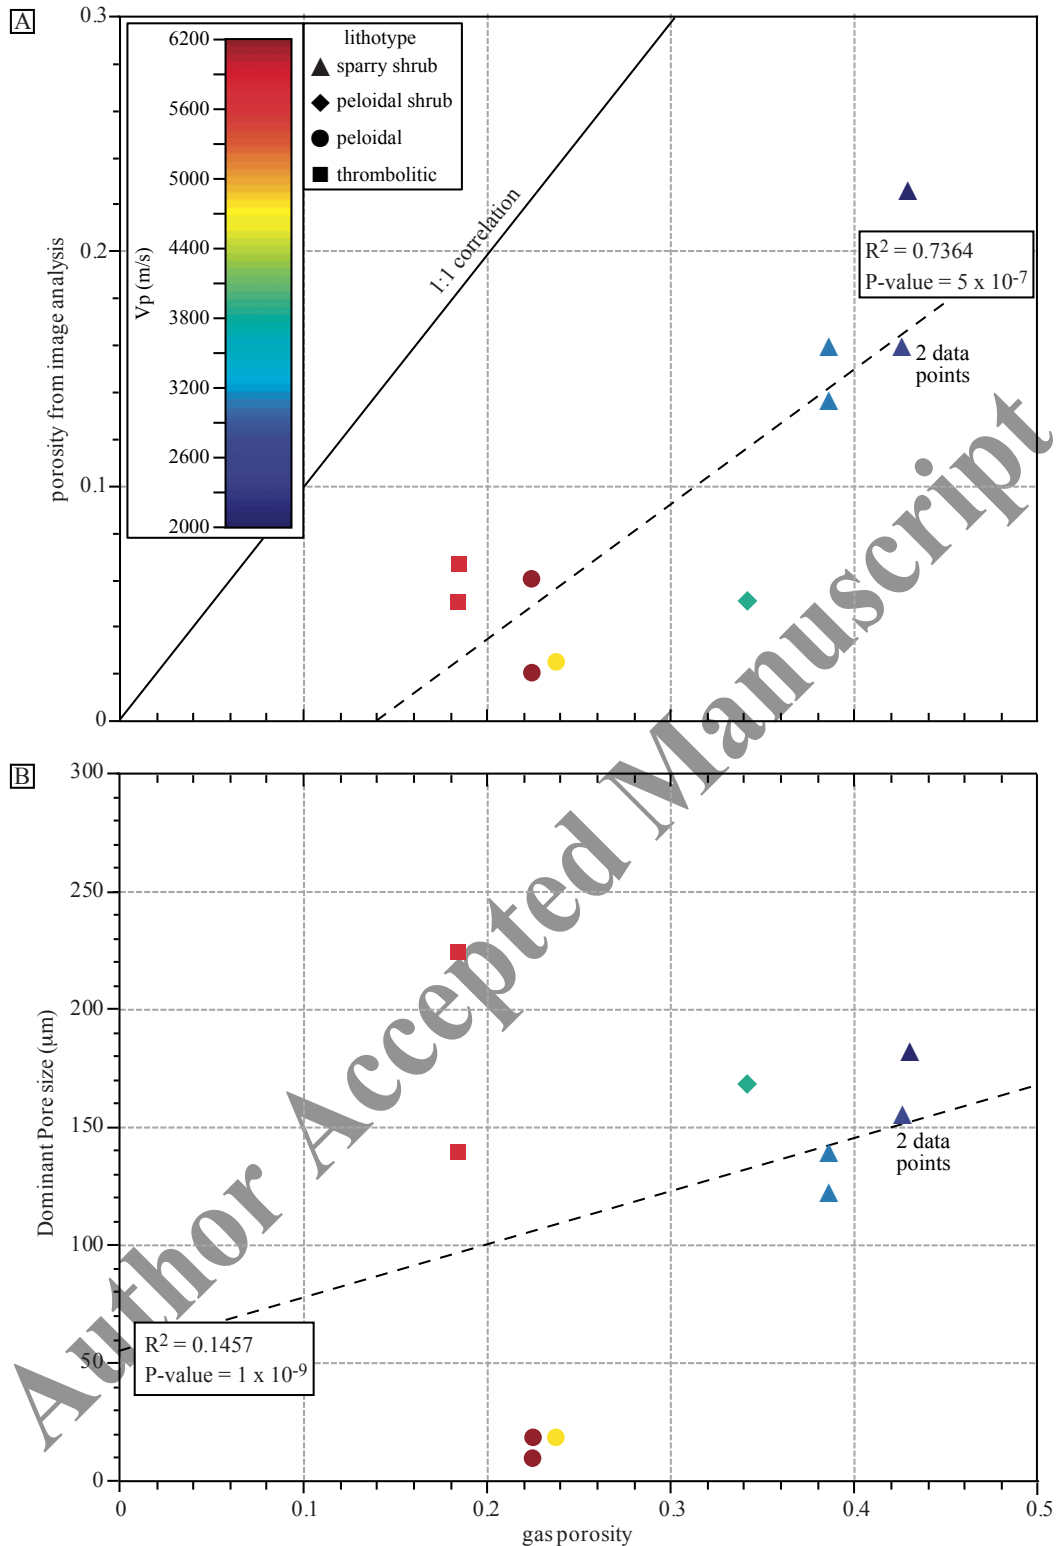 A
0.3
0.2
0.1
0
porosity from image analysis
6200
5600
5000
4400
3800
3200
2600
2000
Vp (m/s)
lithotype
sparry shrub
peloidal shrub
peloidal
thrombolitic
1:1 correlation
R2 = 0.7364
P-value = 5 x 10-7
2 data
points
B
300
250
200
150
100
50
0
Dominant Pore size (μm)
R2 = 0.1457
P-value = 1 x 10-9
2 data
points
0 0.1 0.2 0.3 0.4 0.5
gas porosity
Author Accepted Manuscript